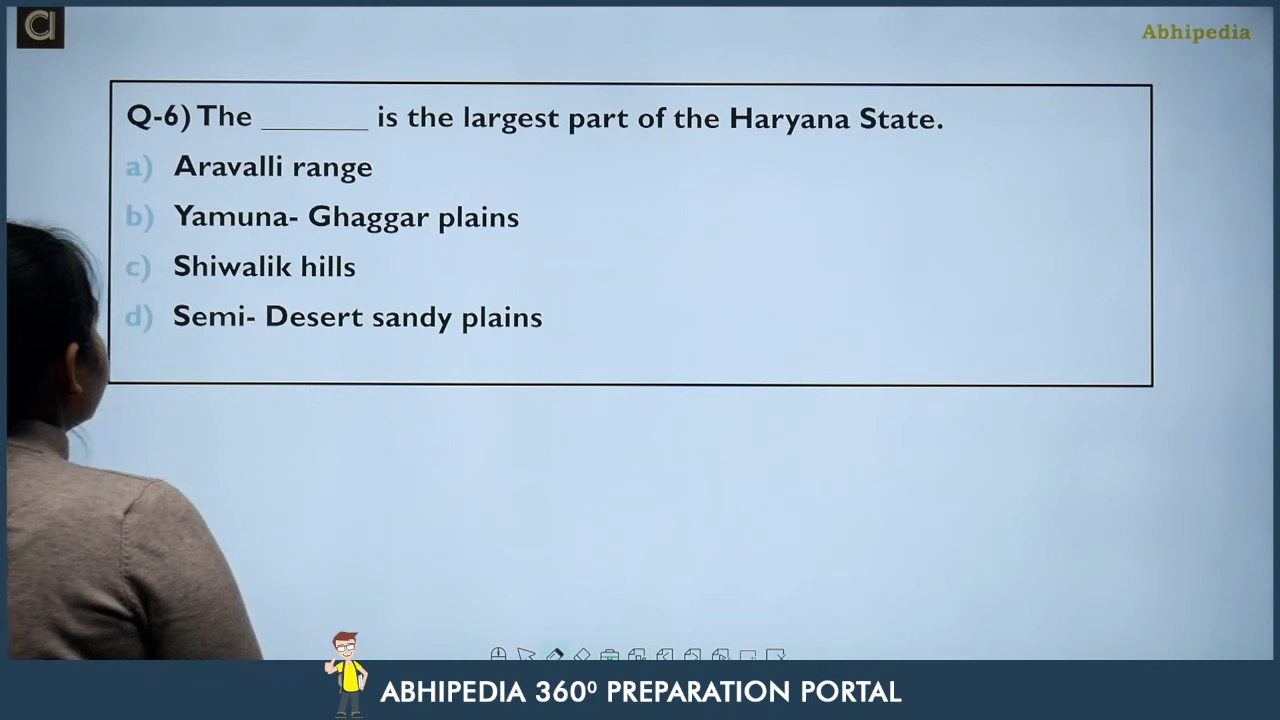 a
Abhipedia
Q-6) The ________ is the largest part of the Haryana State.
a) Aravalli range
b) Yamuna- Ghaggar plains
c) Shiwalik hills
d) Semi- Desert sandy plains
ABHIPEDIA 360⁰ PREPARATION PORTAL